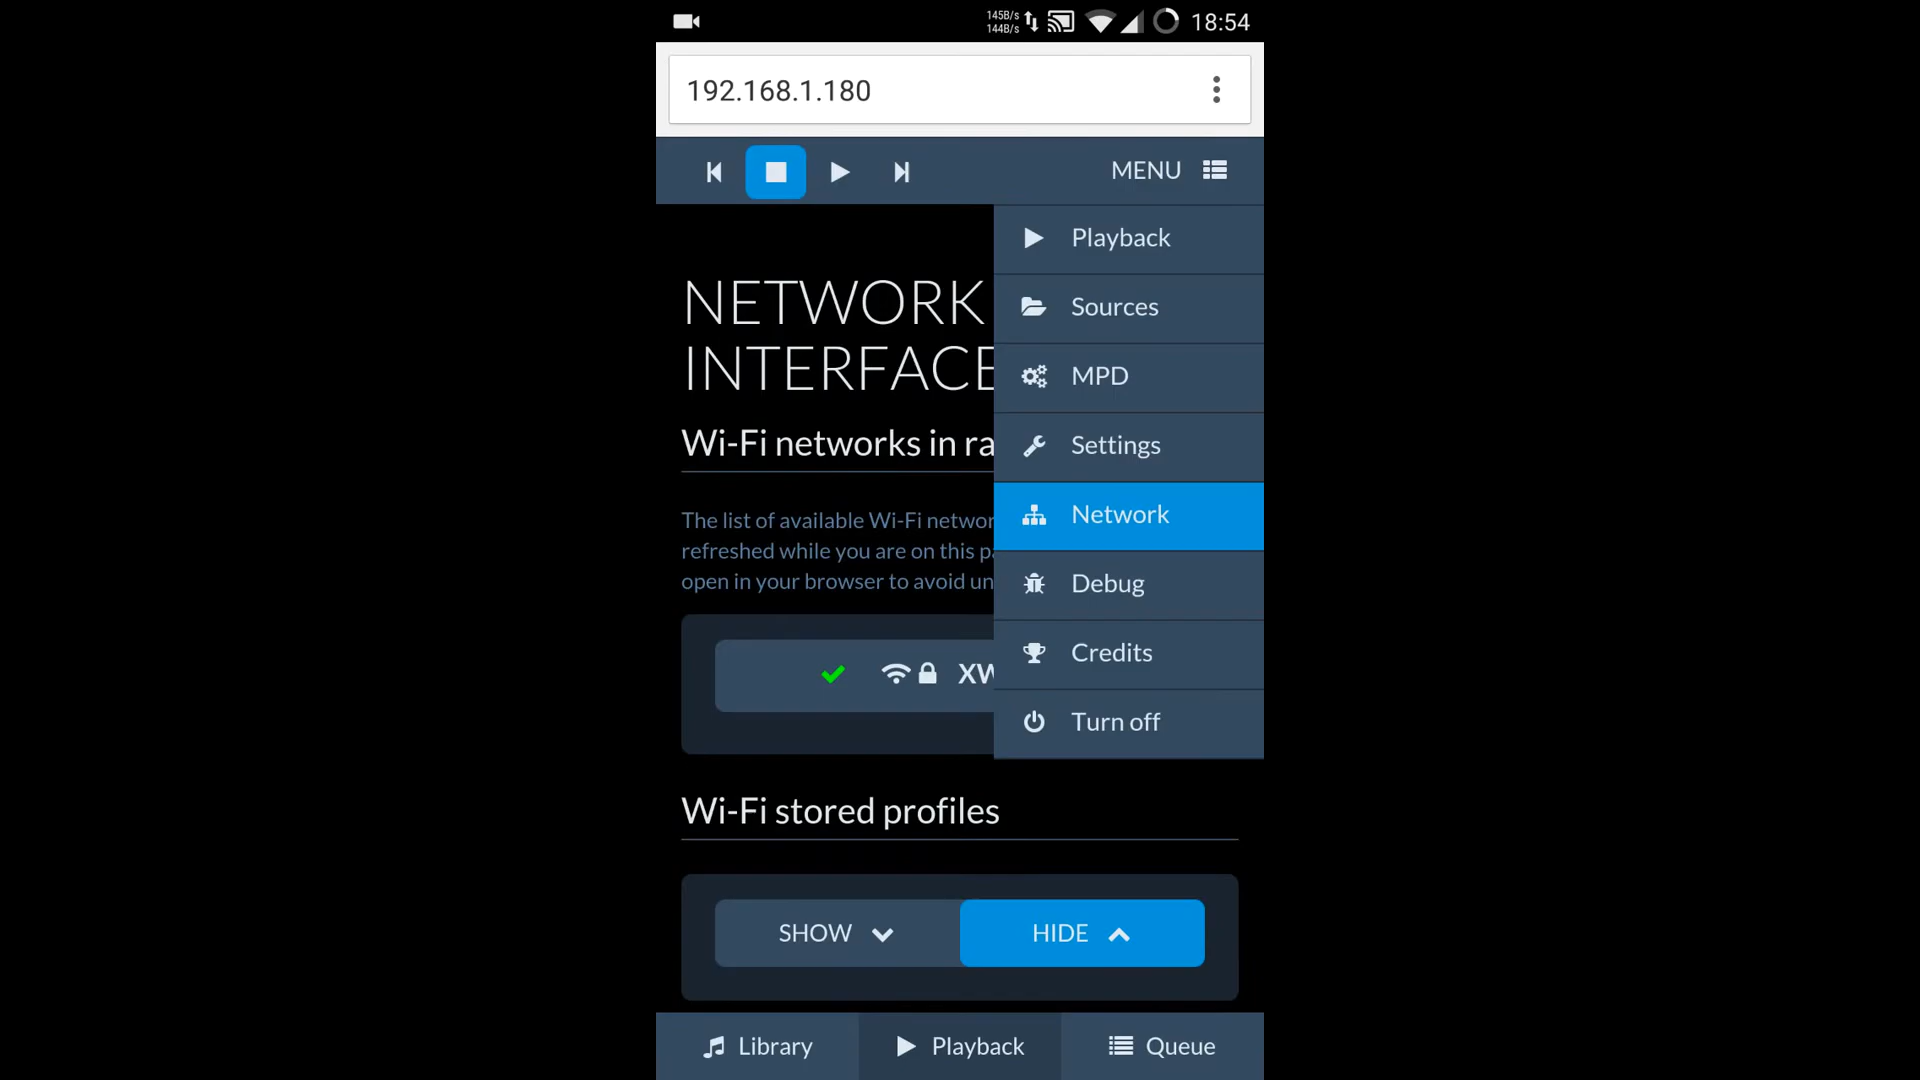 145B/s
144B/s
18:54
192.168.1.180
MENU
Playback
Sources
MPD
Settings
Network
Debug
Credits
Turn off
NETWORK
INTERFACE
Wi-Fi networks in ra
The list of available Wi-Fi networ
refreshed while you are on this
open in your browser to avoid un
XW
Wi-Fi stored profiles
SHOW
HIDE
Library
Playback
Queue